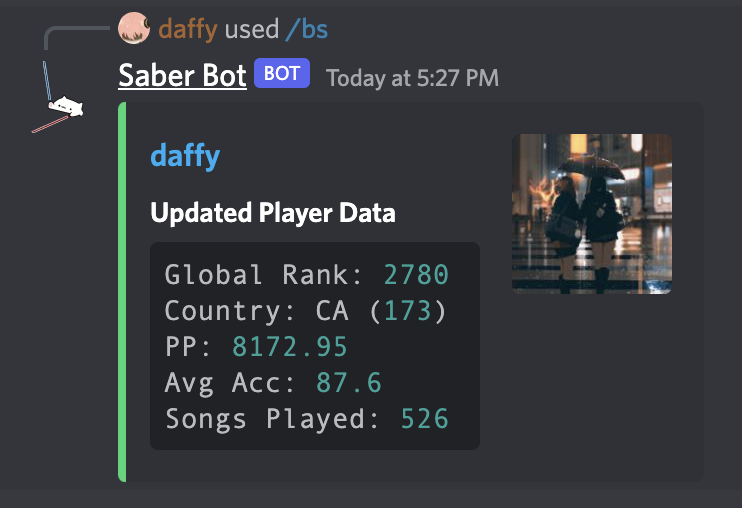 daffy used /bs
Saber Bot BOT Today at 5:27 PM
daffy
Updated Player Data
Global Rank: 2780
Country: CA (173)
PP: 8172.95
Avg Acc: 87.6
Songs Played: 526